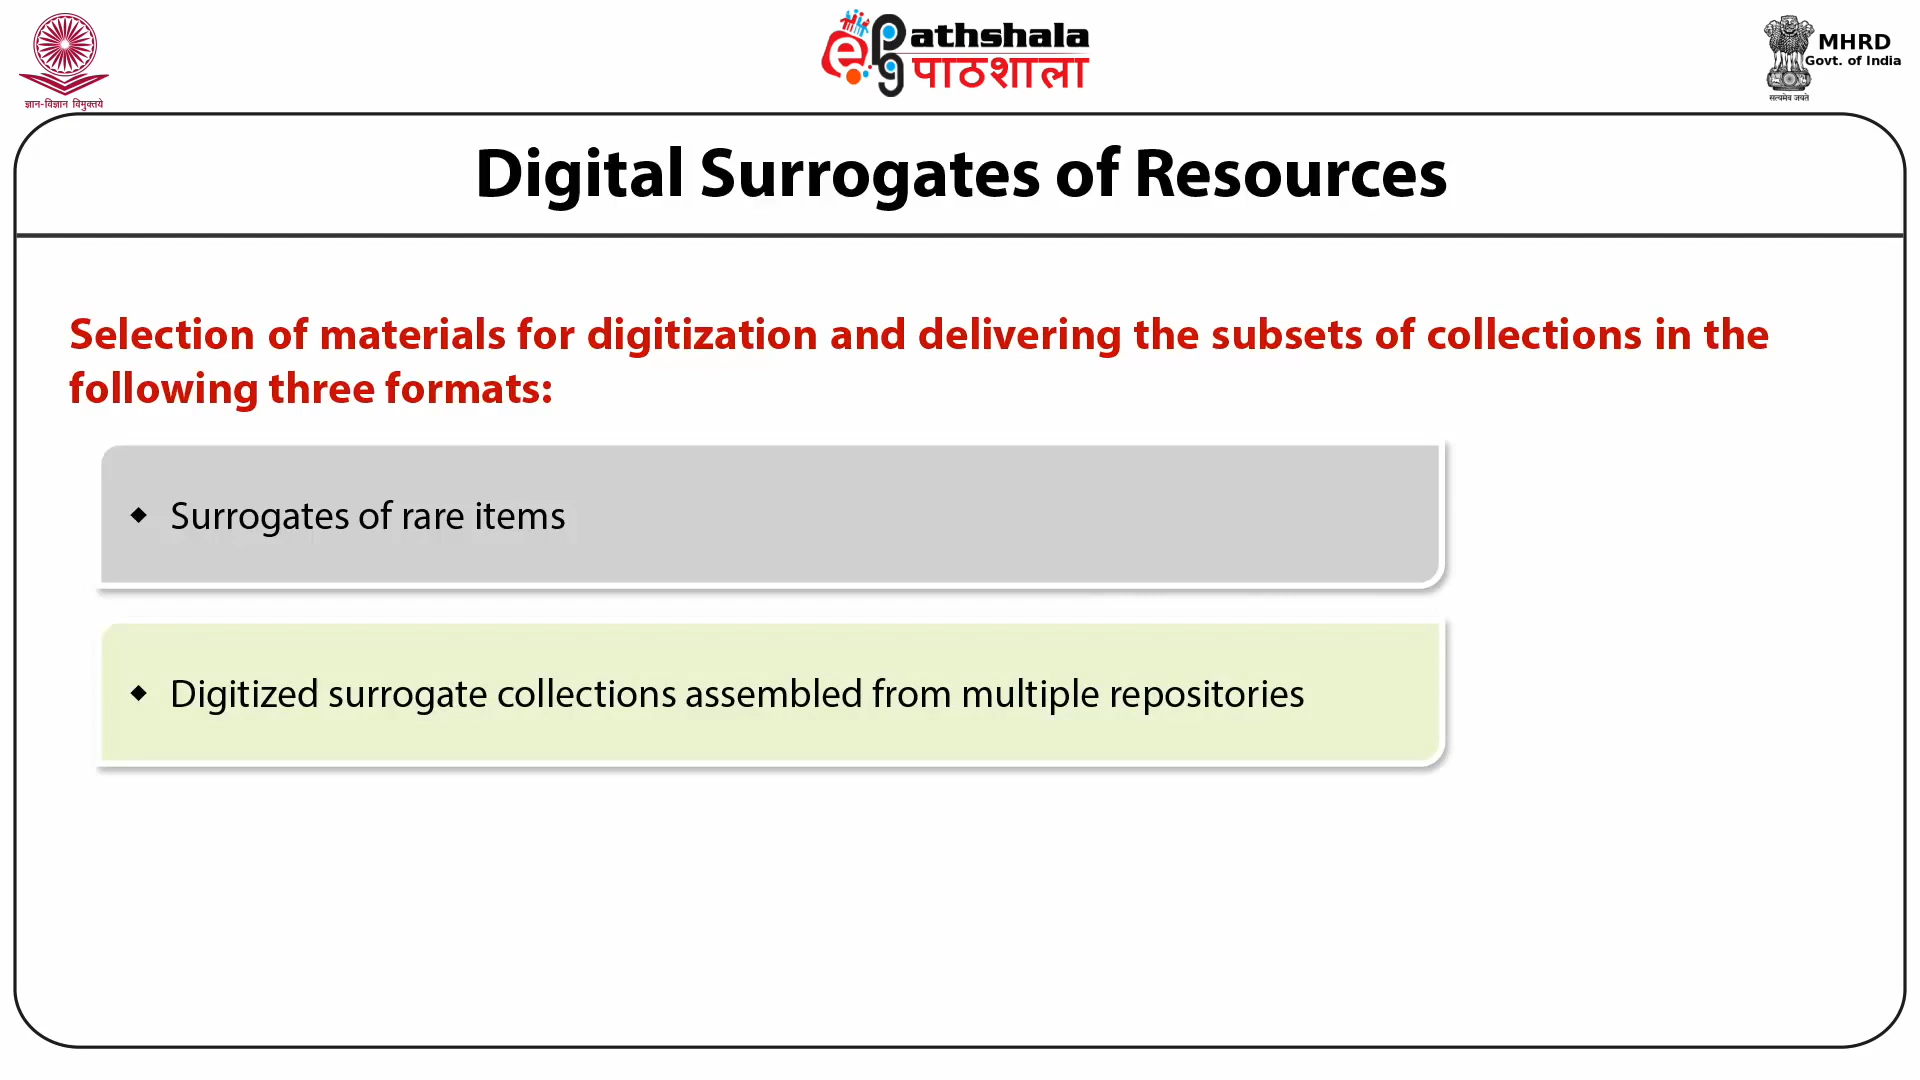 ज्ञान-विज्ञान विमुक्तये
e
Pathshala
पाठशाला
pg
MHRD
Govt. of India
सत्यमेव जयते
Digital Surrogates of Resources
Selection of materials for digitization and delivering the subsets of collections in the
following three formats:
◆ Surrogates of rare items
◆ Digitized surrogate collections assembled from multiple repositories